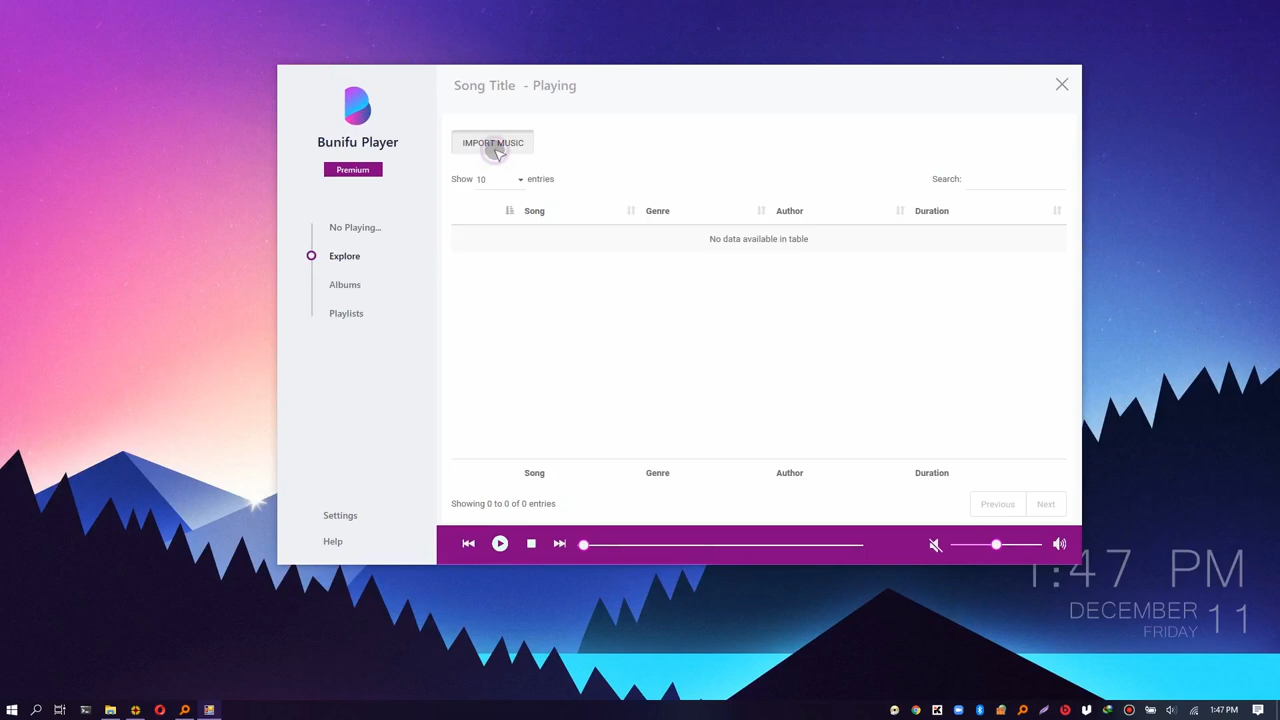 Song Title - Playing
Bunifu Player
Premium
No Playing...
Explore
Albums
Playlists
Settings
Help
IMPORT MUSIC
Show 10 entries
Search:
Song Genre Author Duration
No data available in table
Song Genre Author Duration
Showing 0 to 0 of 0 entries
Previous Next
1:47 PM
DECEMBER 11
FRIDAY
1:47 PM